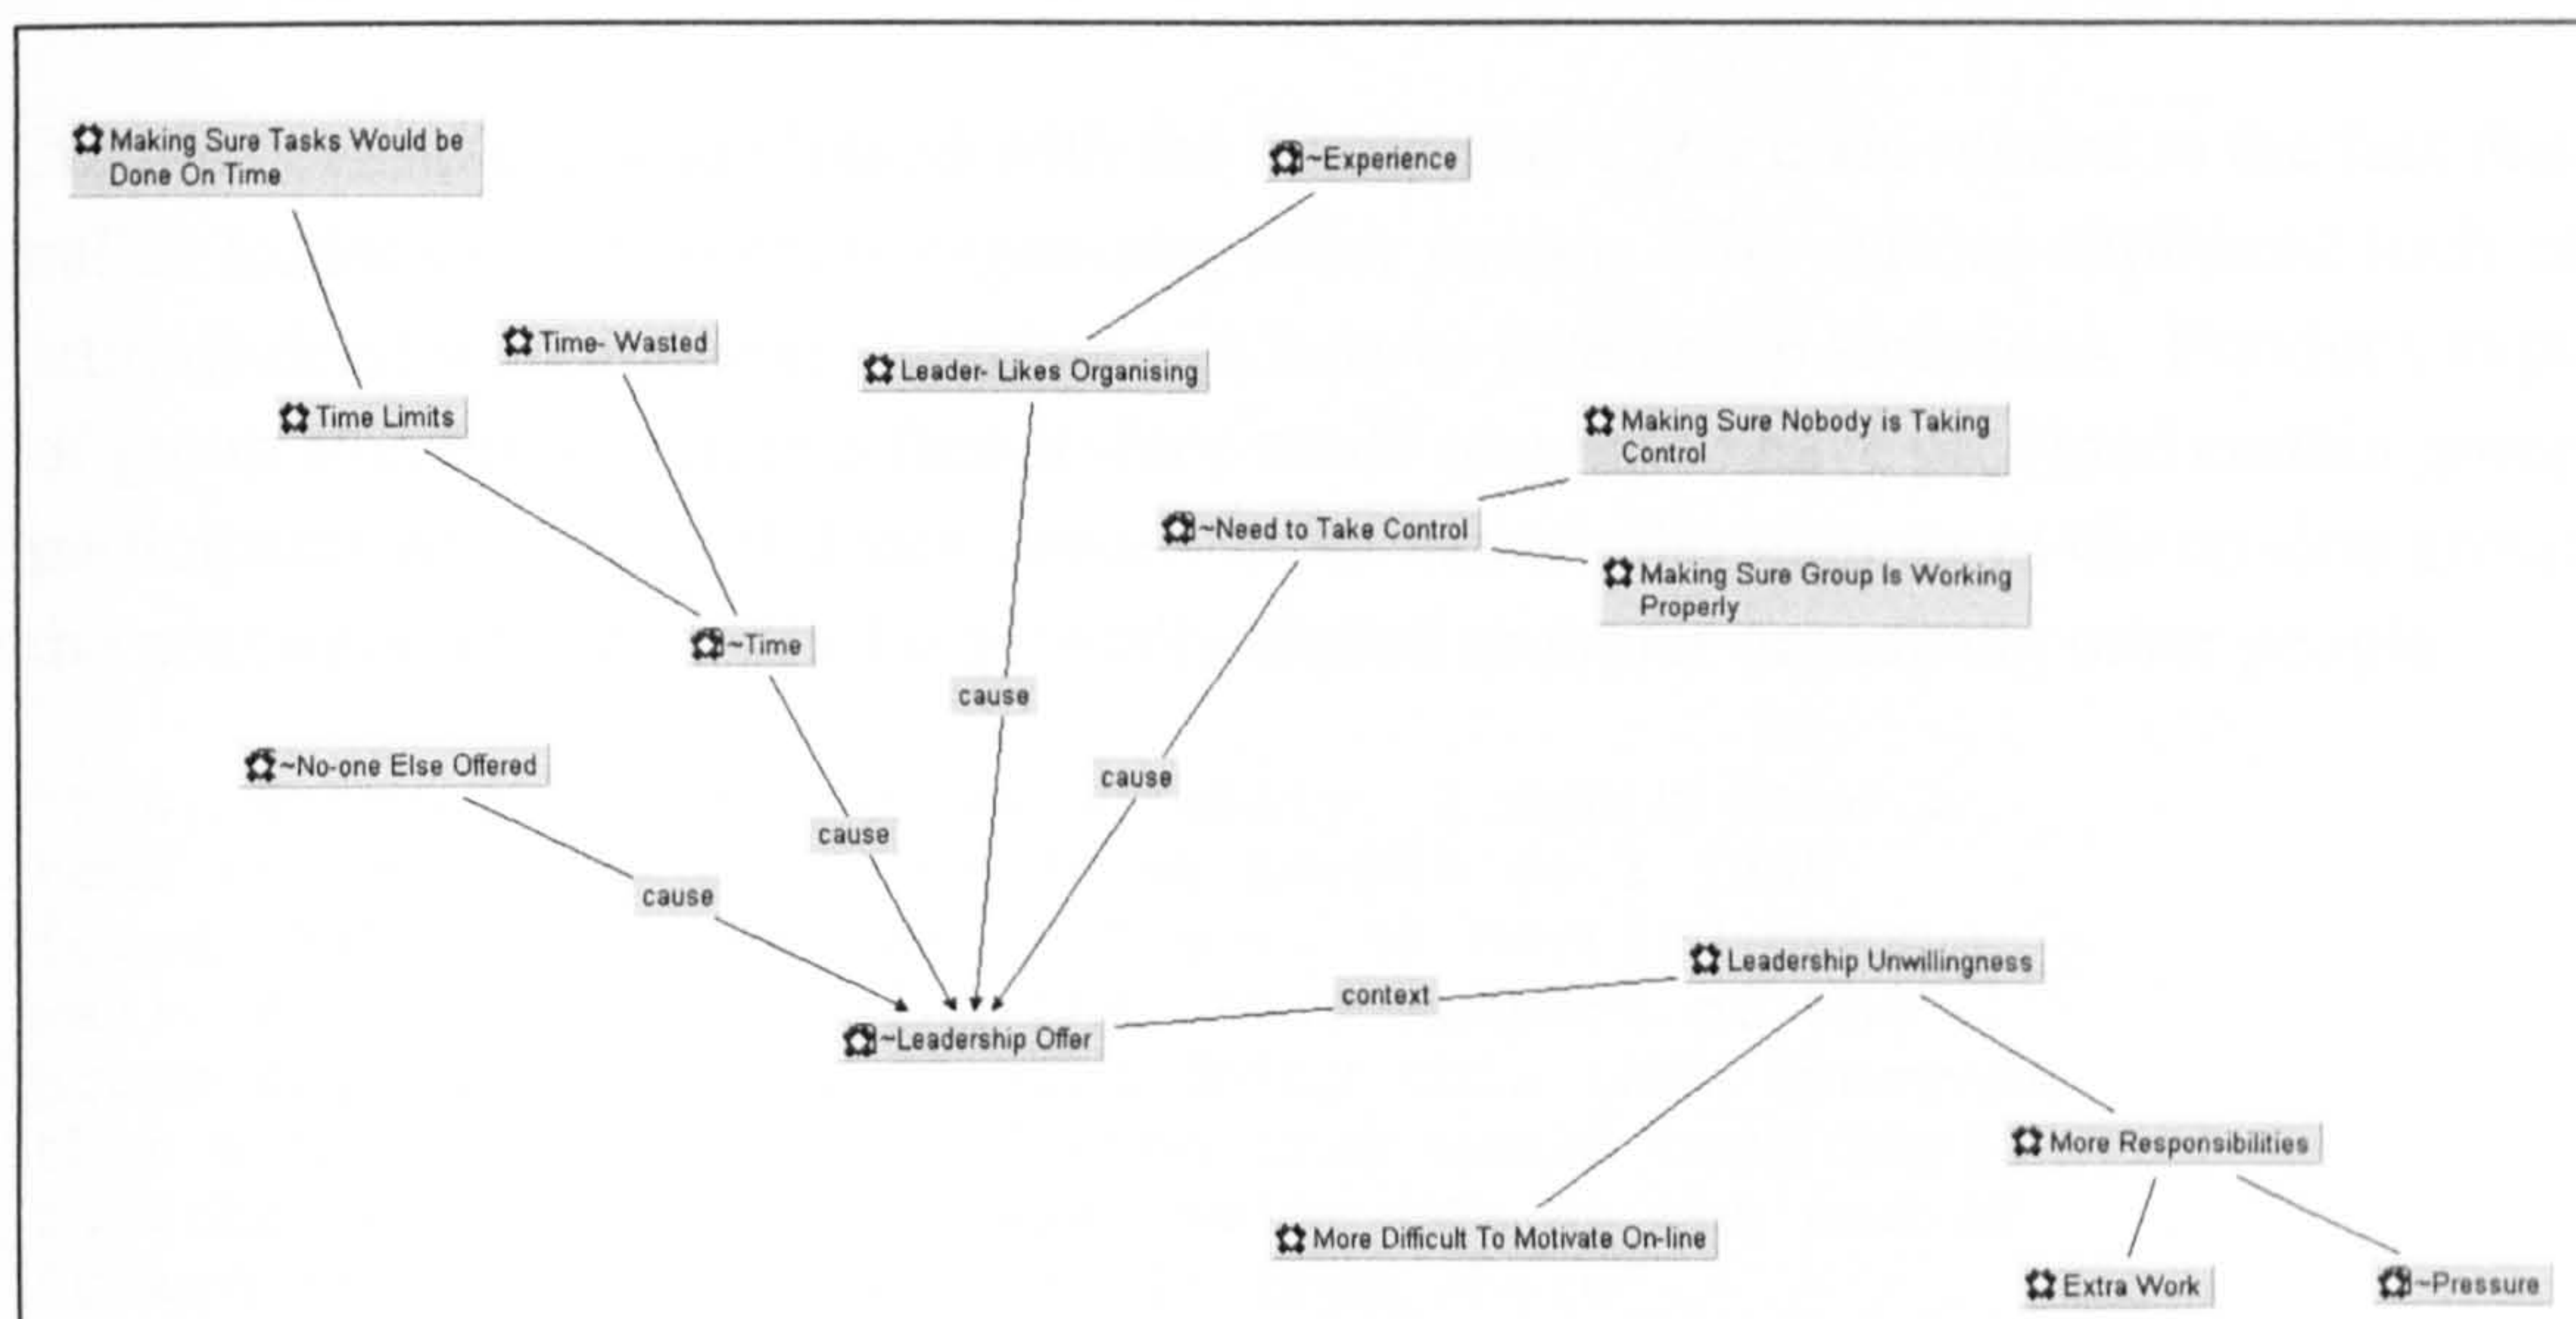 Making Sure Tasks Would be
Done On Time
~Experience
Time- Wasted
Leader- Likes Organising
Time Limits
Making Sure Nobody is Taking
Control
~Need to Take Control
Making Sure Group Is Working
Properly
~Time
cause
~No-one Else Offered
cause
cause
cause
Leadership Unwillingness
context
~Leadership Offer
More Responsibilities
More Difficult To Motivate On-line
Extra Work
~Pressure